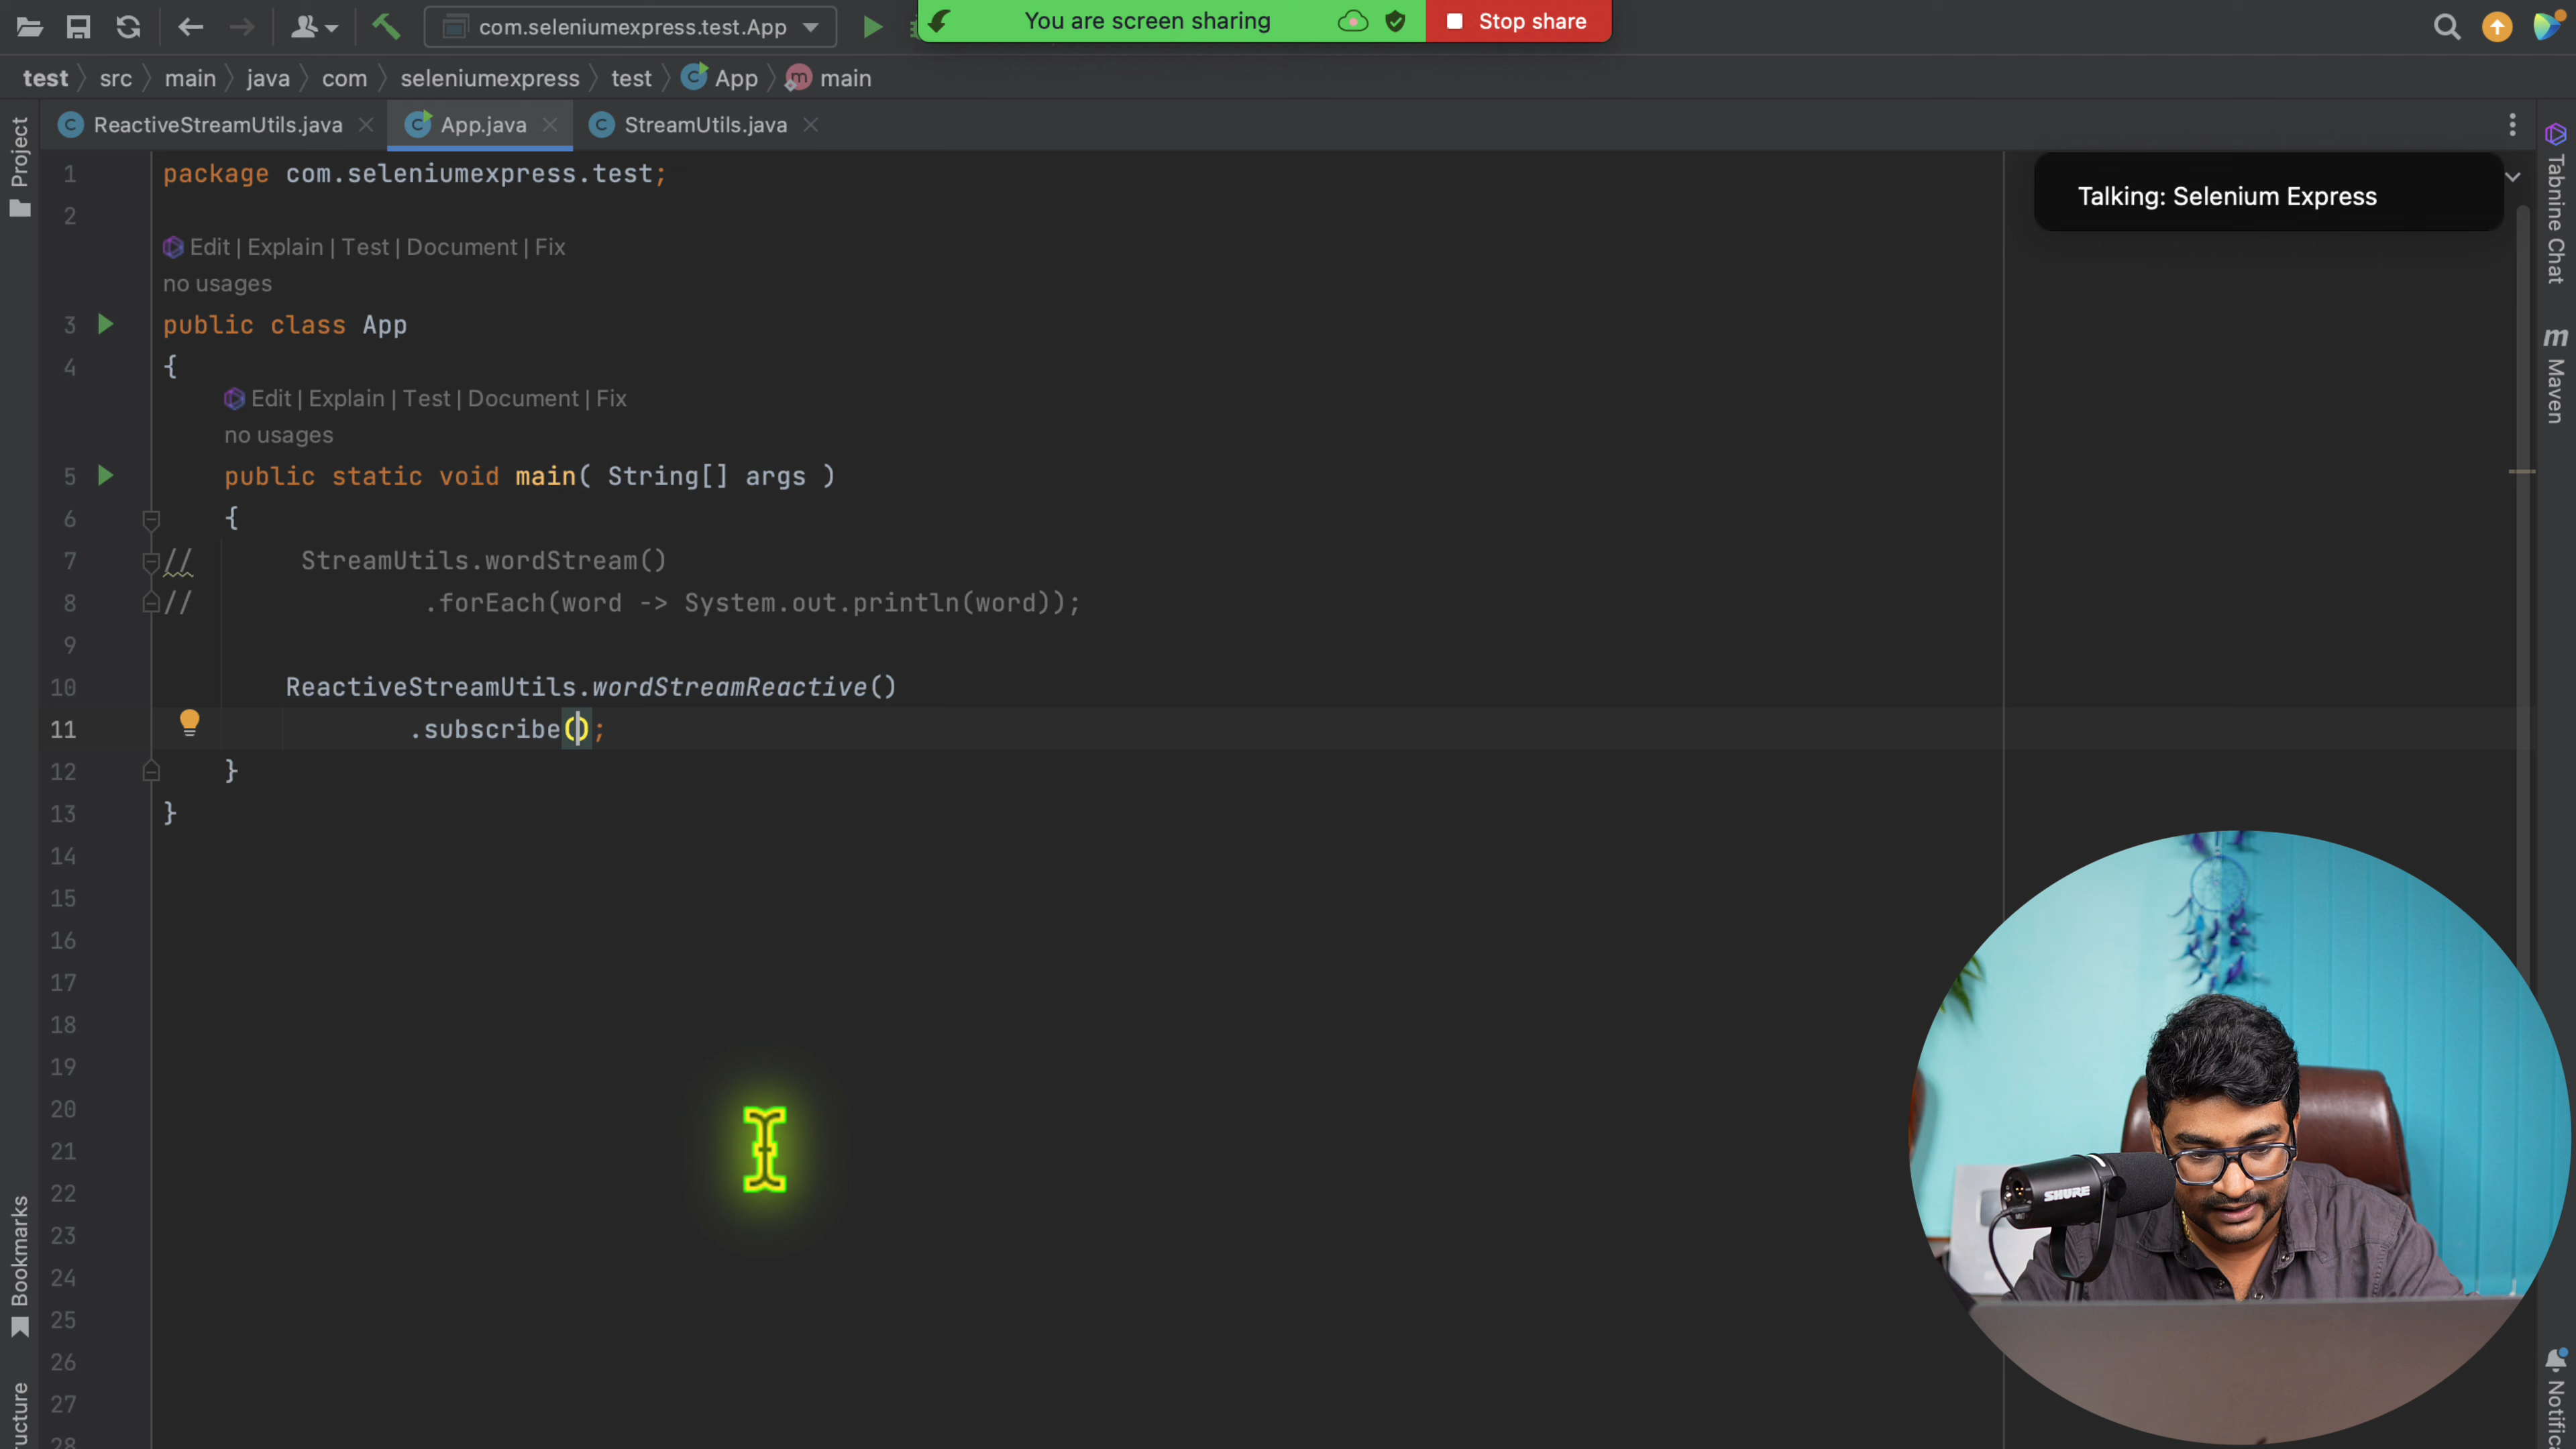 com.seleniumexpress.test.App
You are screen sharing
Stop share
test
src
main
java
com
seleniumexpress
test
App
main
ReactiveStreamUtils.java
App.java
StreamUtils.java
Talking: Selenium Express
Project
Bookmarks
ructure
Tabnine Chat
Maven
Notific
1 package com.seleniumexpress.test;
2
Edit | Explain | Test | Document | Fix
no usages
3 public class App
4 {
Edit | Explain | Test | Document | Fix
no usages
5 public static void main( String[] args )
6 {
7 // StreamUtils.wordStream()
8 // .forEach(word -> System.out.println(word));
9
10 ReactiveStreamUtils.wordStreamReactive()
11 .subscribe();
12 }
13 }
14
15
16
17
18
19
20
21
22
23
24
25
26
27
28
SHURE